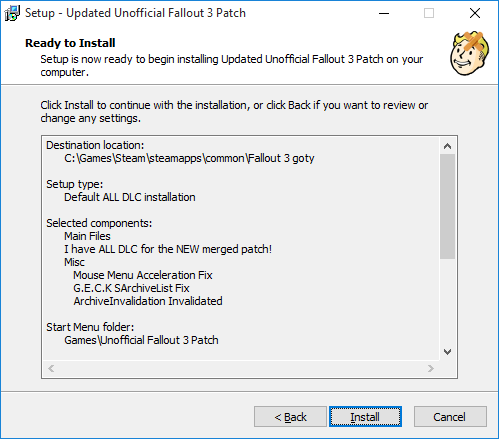 Setup - Updated Unofficial Fallout 3 Patch
Ready to Install
Setup is now ready to begin installing Updated Unofficial Fallout 3 Patch on your
computer.
Click Install to continue with the installation, or click Back if you want to review or
change any settings.
Destination location:
C:\Games\Steam\steamapps\common\Fallout 3 goty
Setup type:
Default ALL DLC installation
Selected components:
Main Files
I have ALL DLC for the NEW merged patch!
Misc
Mouse Menu Acceleration Fix
G.E.C.K SArchiveList Fix
ArchiveInvalidation Invalidated
Start Menu folder:
Games\Unofficial Fallout 3 Patch
< Back
Install
Cancel